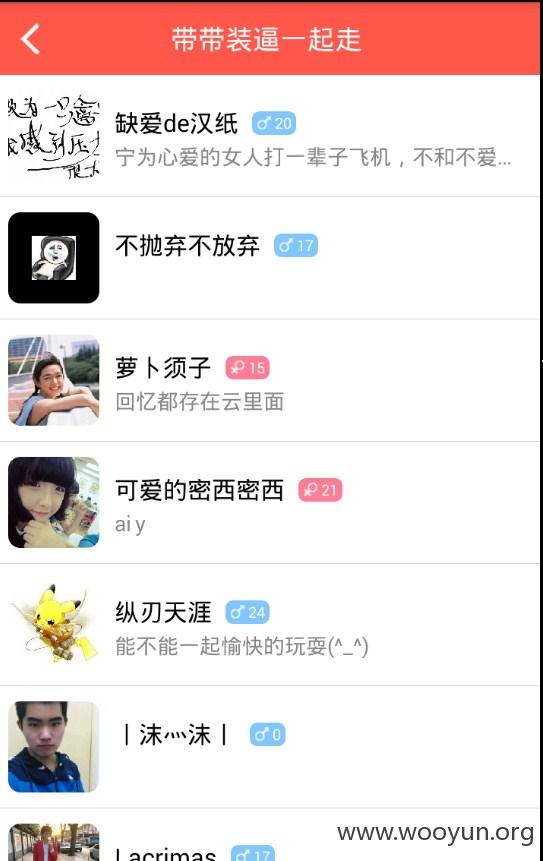 带带装逼一起走
缺爱de汉纸 ♂ 20
宁为心爱的女人打一辈子飞机，不和不爱...
不抛弃不放弃 ♂ 17
萝卜须子 ♀ 15
回忆都存在云里面
可爱的密西密西 ♀ 21
ai y
纵刃天涯 ♂ 24
能不能一起愉快的玩耍(^_^)
丨沫灬沫丨 ♂ 0
www.wooyun.org
Lacrimas ♂ 17